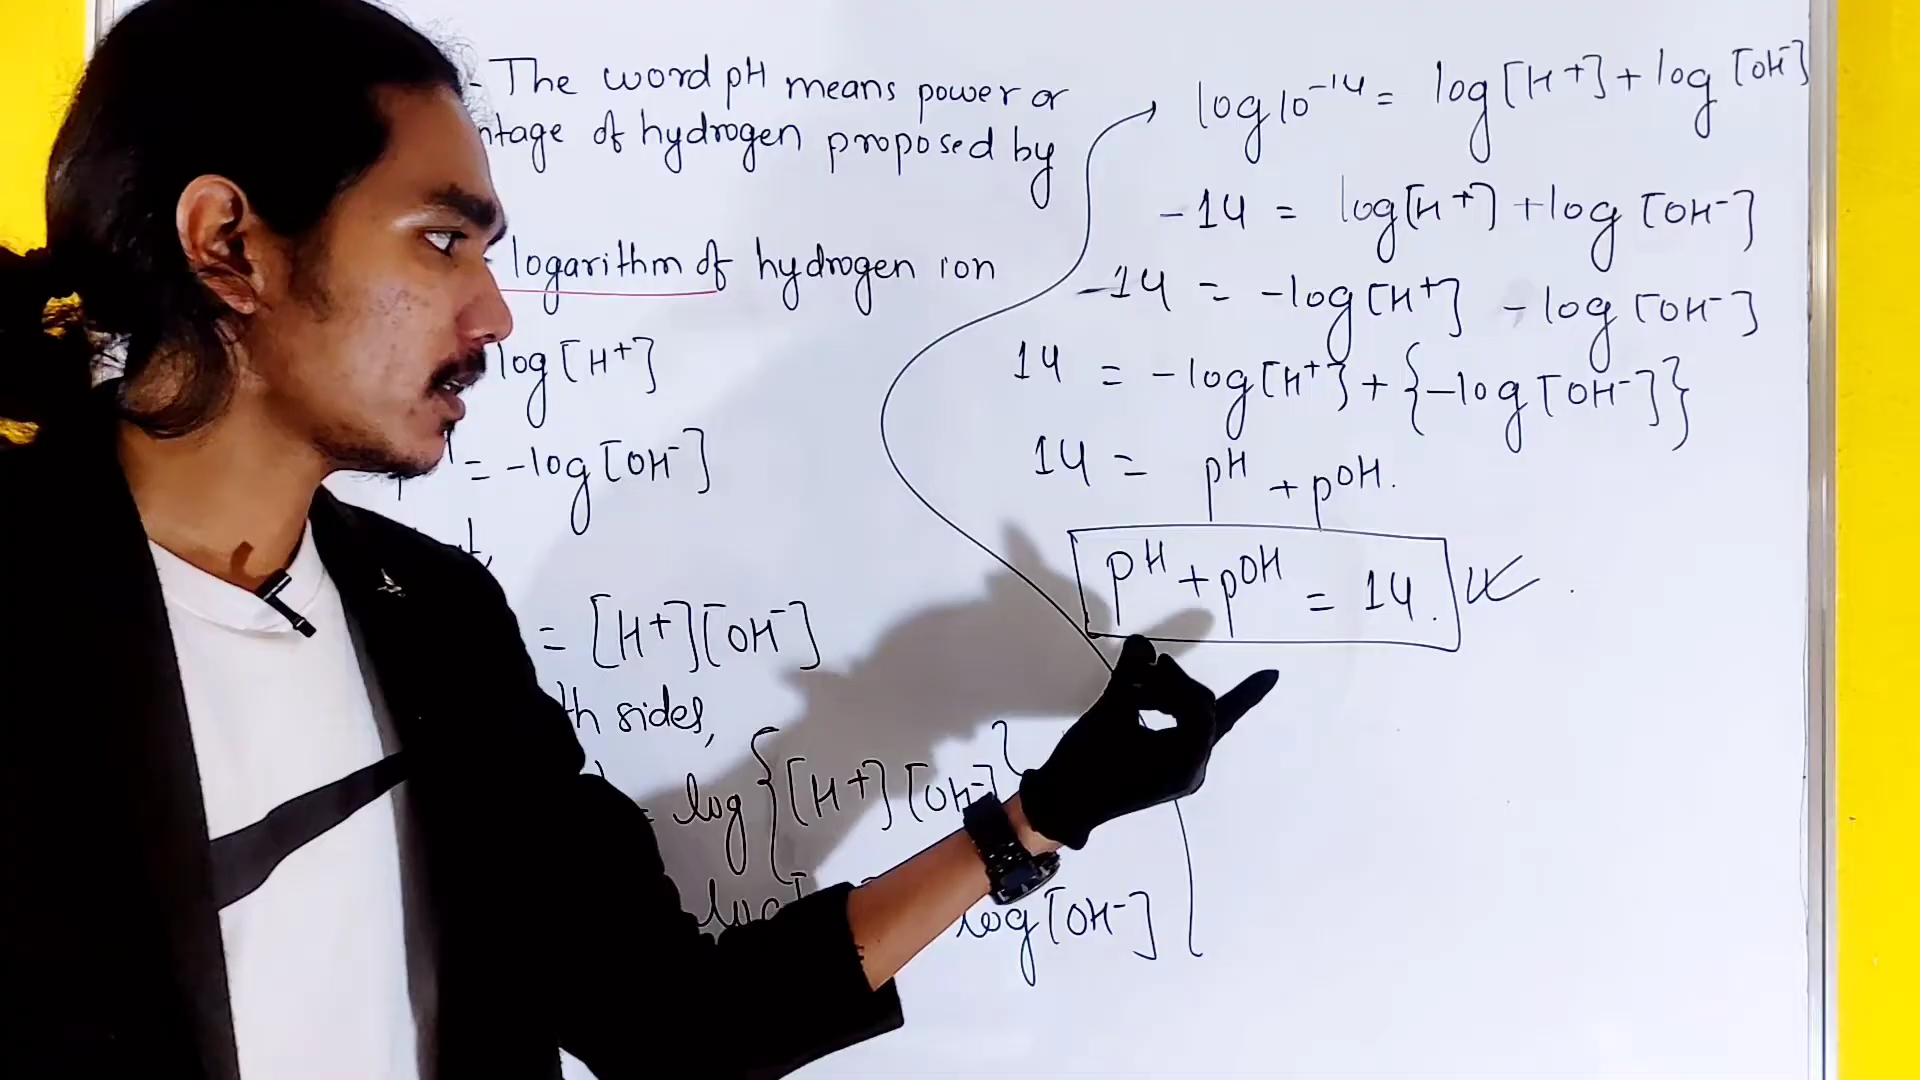 - The word pH means power or
ntage of hydrogen proposed by
logarithm of hydrogen ion
log [H+]
= -log [OH-]
= [H+][OH-]
th sides,
= log {[H+][OH-]}
log [OH-]
log 10-14 = log [H+] + log [OH-]
-14 = log [H+] + log [OH-]
-14 = -log [H+] - log [OH-]
14 = -log [H+] + {-log [OH-]}
14 = pH + pOH.
pH + pOH = 14.